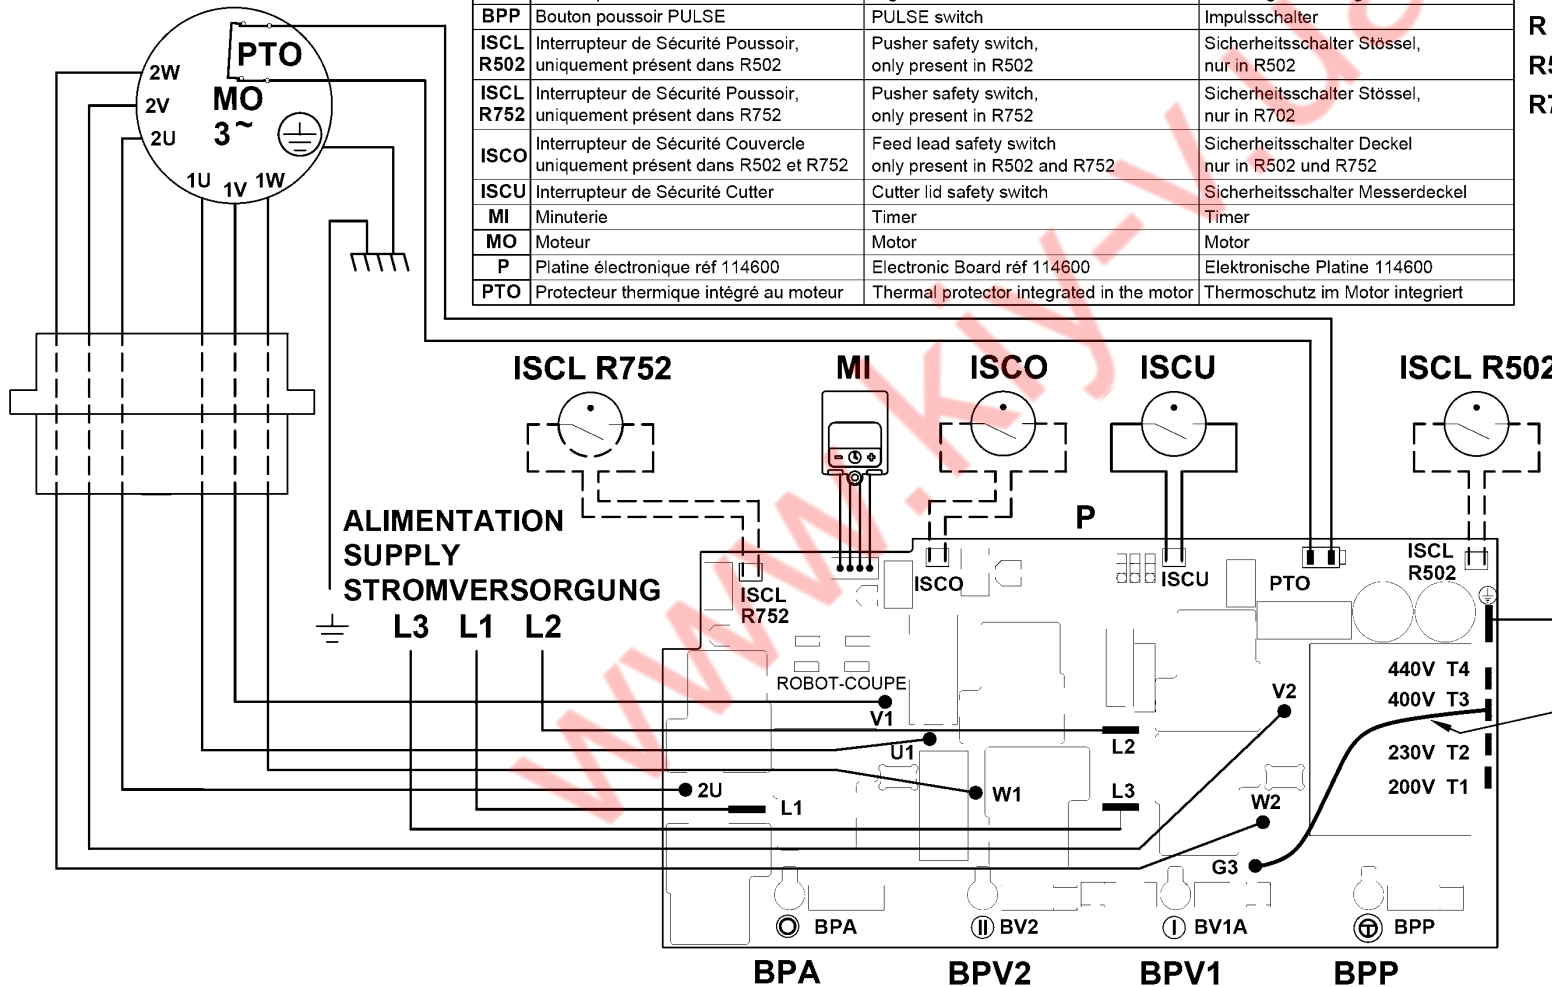 BPP Bouton poussoir PULSE PULSE switch Impulsschalter
ISCL Interrupteur de Sécurité Poussoir, Pusher safety switch, Sicherheitsschalter Stössel,
R502 uniquement présent dans R502 only present in R502 nur in R502
ISCL Interrupteur de Sécurité Poussoir, Pusher safety switch, Sicherheitsschalter Stössel,
R752 uniquement présent dans R752 only present in R752 nur in R702
ISCO Interrupteur de Sécurité Couvercle Feed lead safety switch Sicherheitsschalter Deckel
uniquement présent dans R502 et R752 only present in R502 and R752 nur in R502 und R752
ISCU Interrupteur de Sécurité Cutter Cutter lid safety switch Sicherheitsschalter Messerdeckel
MI Minuterie Timer Timer
MO Moteur Motor Motor
P Platine électronique réf 114600 Electronic Board réf 114600 Elektronische Platine 114600
PTO Protecteur thermique intégré au moteur Thermal protector integrated in the motor Thermoschutz im Motor integriert
R
PTO
2W
MO
2V
3~
2U
1U 1V 1W
ISCL R752 MI ISCO ISCU ISCL R502
- +
ALIMENTATION
SUPPLY
STROMVERSORGUNG
L3 L1 L2
P
ISCL
R752
ISCO
ISCU
PTO
ISCL
R502
ROBOT-COUPE
V1
U1
L2
V2
440V T4
400V T3
230V T2
200V T1
2U
L1
W1
L3
W2
G3
BPA II BV2 I BV1A BPP
BPA BPV2 BPV1 BPP
www.kiy-v.ua